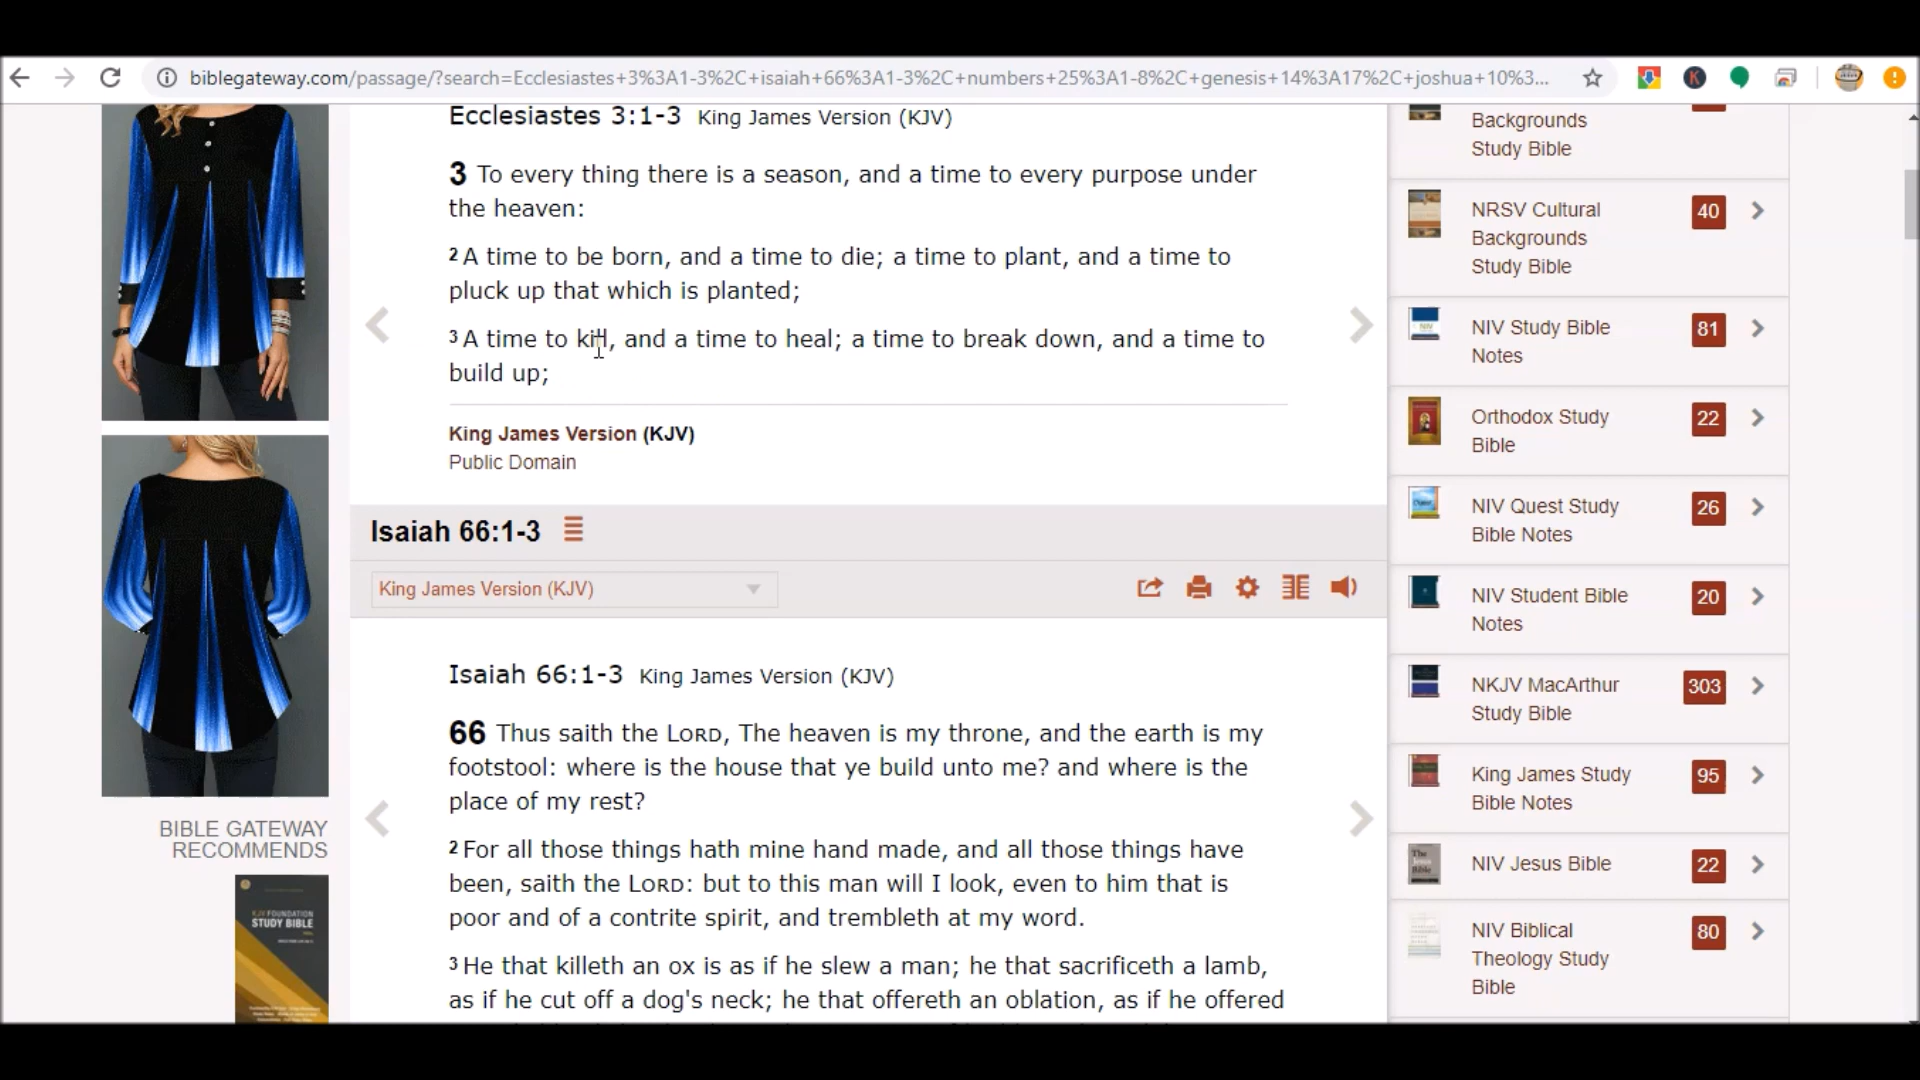 biblegateway.com/passage/?search=Ecclesiastes+3%3A1-3%2C+isaiah+66%3A1-3%2C+numbers+25%3A1-8%2C+genesis+14%3A17%2C+joshua+10%3...
Ecclesiastes 3:1-3 King James Version (KJV)
3 To every thing there is a season, and a time to every purpose under
the heaven:
2 A time to be born, and a time to die; a time to plant, and a time to
pluck up that which is planted;
3 A time to kill, and a time to heal; a time to break down, and a time to
build up;
King James Version (KJV)
Public Domain
Isaiah 66:1-3
King James Version (KJV)
Isaiah 66:1-3 King James Version (KJV)
66 Thus saith the LORD, The heaven is my throne, and the earth is my
footstool: where is the house that ye build unto me? and where is the
place of my rest?
2 For all those things hath mine hand made, and all those things have
been, saith the LORD: but to this man will I look, even to him that is
poor and of a contrite spirit, and trembleth at my word.
3 He that killeth an ox is as if he slew a man; he that sacrificeth a lamb,
as if he cut off a dog's neck; he that offereth an oblation, as if he offered
BIBLE GATEWAY
RECOMMENDS
KJV FOUNDATION
STUDY BIBLE
Backgrounds
Study Bible
NRSV Cultural 40
Backgrounds
Study Bible
NIV Study Bible 81
Notes
Orthodox Study 22
Bible
NIV Quest Study 26
Bible Notes
NIV Student Bible 20
Notes
NKJV MacArthur 303
Study Bible
King James Study 95
Bible Notes
The
Jesus
Bible
NIV Jesus Bible 22
NIV Biblical 80
Theology Study
Bible
K